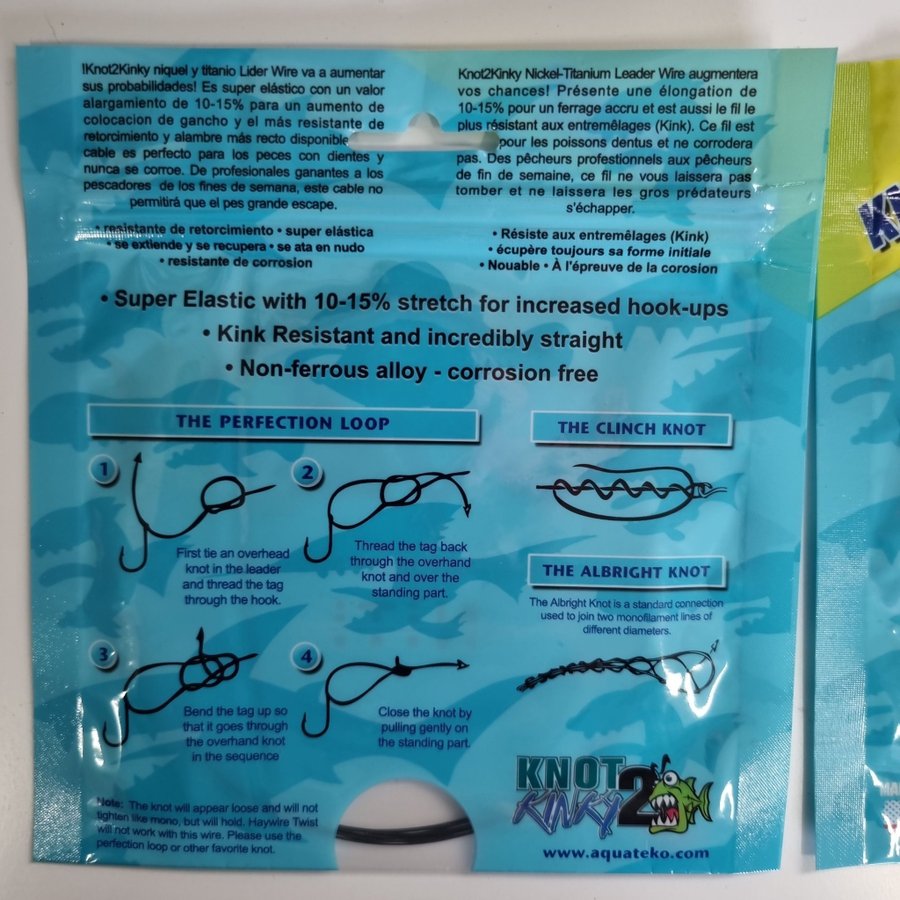 !Knot2Kinky niquel y titanio Lider Wire va a aumentar
sus probabilidades! Es super elástico con un valor
alargamiento de 10-15% para un aumento de
colocacion de gancho y el más resistante de
retorcimiento y alambre más recto disponible
cable es perfecto para los peces con dientes y
nunca se corroe. De profesionales ganantes a los
pescadores de los fines de semana, este cable no
permitirá que el pes grande escape.
• resistante de retorcimiento • super elástica
• se extiende y se recupera • se ata en nudo
• resistante de corrosion
Knot2Kinky Nickel-Titanium Leader Wire augmentera
vos chances! Présente une élongation de
10-15% pour un ferrage accru et est aussi le fil le
plus résistant aux entremêlages (Kink). Ce fil est
pour les poissons dentus et ne corrodera
pas. Des pêcheurs professionnels aux pêcheurs
de fin de semaine, ce fil ne vous laissera pas
tomber et ne laissera les gros prédateurs
s'échapper.
• Résiste aux entremêlages (Kink)
• écupère toujours sa forme initiale
• Nouable • À l'épreuve de la corosion
• Super Elastic with 10-15% stretch for increased hook-ups
• Kink Resistant and incredibly straight
• Non-ferrous alloy - corrosion free
THE PERFECTION LOOP
1
First tie an overhead
knot in the leader
and thread the tag
through the hook.
2
Thread the tag back
through the overhand
knot and over the
standing part.
3
Bend the tag up so
that it goes through
the overhand knot
in the sequence
4
Close the knot by
pulling gently on
the standing part.
Note: The knot will appear loose and will not
tighten like mono, but will hold. Haywire Twist
will not work with this wire. Please use the
perfection loop or other favorite knot.
THE CLINCH KNOT
THE ALBRIGHT KNOT
The Albright Knot is a standard connection
used to join two monofilament lines of
different diameters.
KNOT
2
KINKY
www.aquateko.com